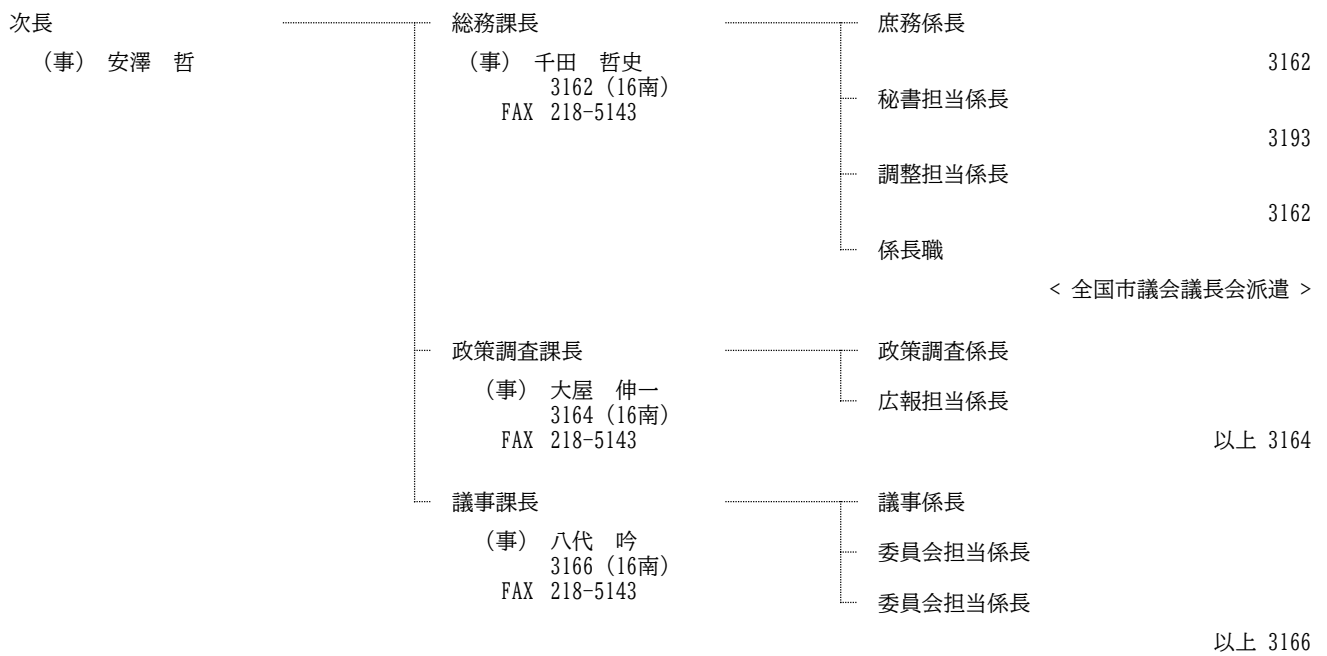 次長
（事） 安澤　哲
総務課長
（事） 千田　哲史
3162 (16南)
FAX 218-5143
庶務係長
3162
秘書担当係長
3193
調整担当係長
3162
係長職
< 全国市議会議長会派遣 >
政策調査課長
（事） 大屋　伸一
3164 (16南)
FAX 218-5143
政策調査係長
広報担当係長
以上 3164
議事課長
（事） 八代　吟
3166 (16南)
FAX 218-5143
議事係長
委員会担当係長
委員会担当係長
以上 3166